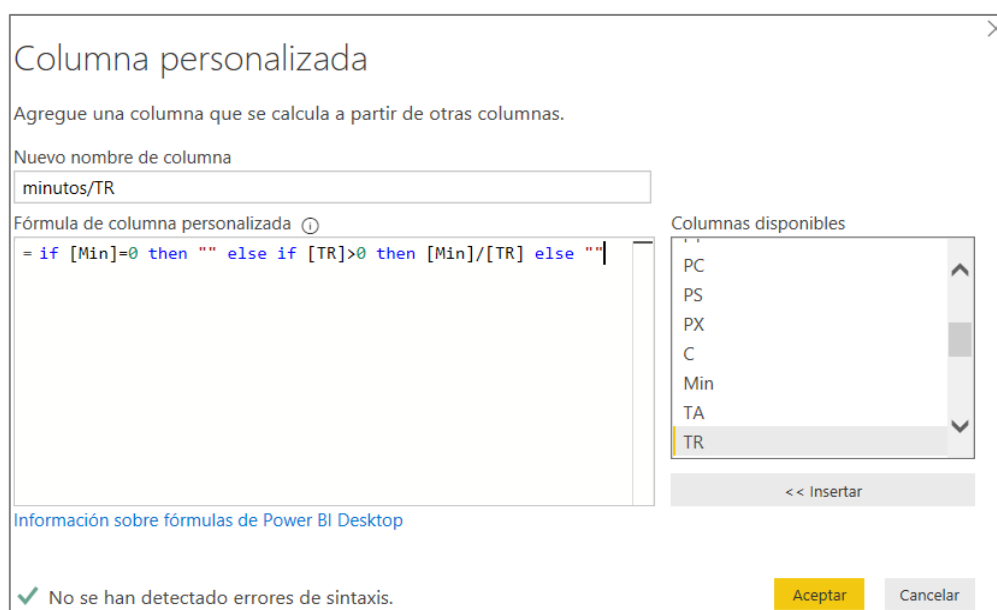 Columna personalizada
Agregue una columna que se calcula a partir de otras columnas.
Nuevo nombre de columna
minutos/TR
Fórmula de columna personalizada
Columnas disponibles
= if [Min]=0 then "" else if [TR]>0 then [Min]/[TR] else ""
PC
PS
PX
C
Min
TA
TR
<< Insertar
Información sobre fórmulas de Power BI Desktop
No se han detectado errores de sintaxis.
Aceptar
Cancelar